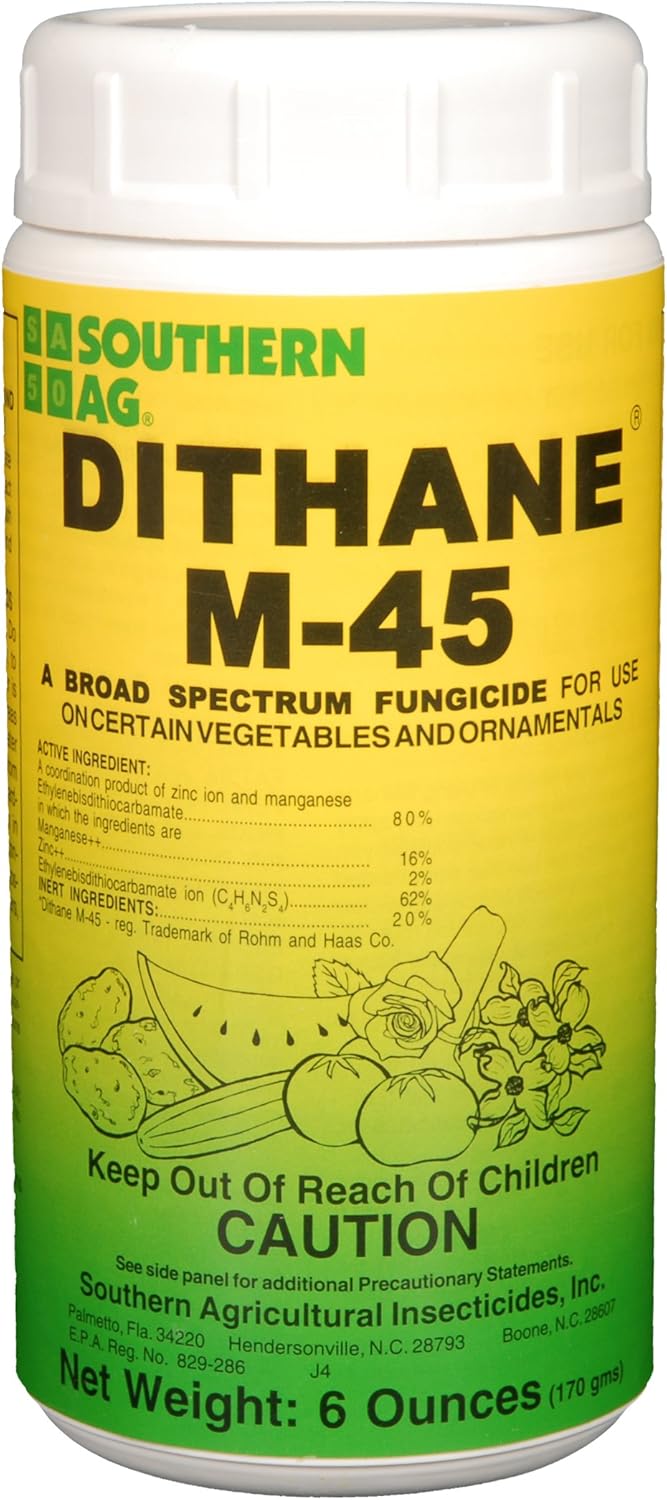 SA SOUTHERN
50 AG®
DITHANE®
M-45
A BROAD SPECTRUM FUNGICIDE FOR USE
ON CERTAIN VEGETABLES AND ORNAMENTALS
ACTIVE INGREDIENT:
A coordination product of zinc ion and manganese
Ethylenebisdithiocarbamate.......................................... 80%
in which the ingredients are
Manganese++.......................................................... 16%
Zinc++.................................................................. 2%
Ethylenebisdithiocarbamate ion (C₄H₆N₂S₄)................ 62%
INERT INGREDIENTS:................................................ 20%
*Dithane M-45 - reg. Trademark of Rohm and Haas Co.
Keep Out Of Reach Of Children
CAUTION
See side panel for additional Precautionary Statements.
Southern Agricultural Insecticides, Inc.
Palmetto, Fla. 34220 Hendersonville, N.C. 28793 Boone, N.C. 28607
E.P.A. Reg. No. 829-286 J4
Net Weight: 6 Ounces (170 gms)